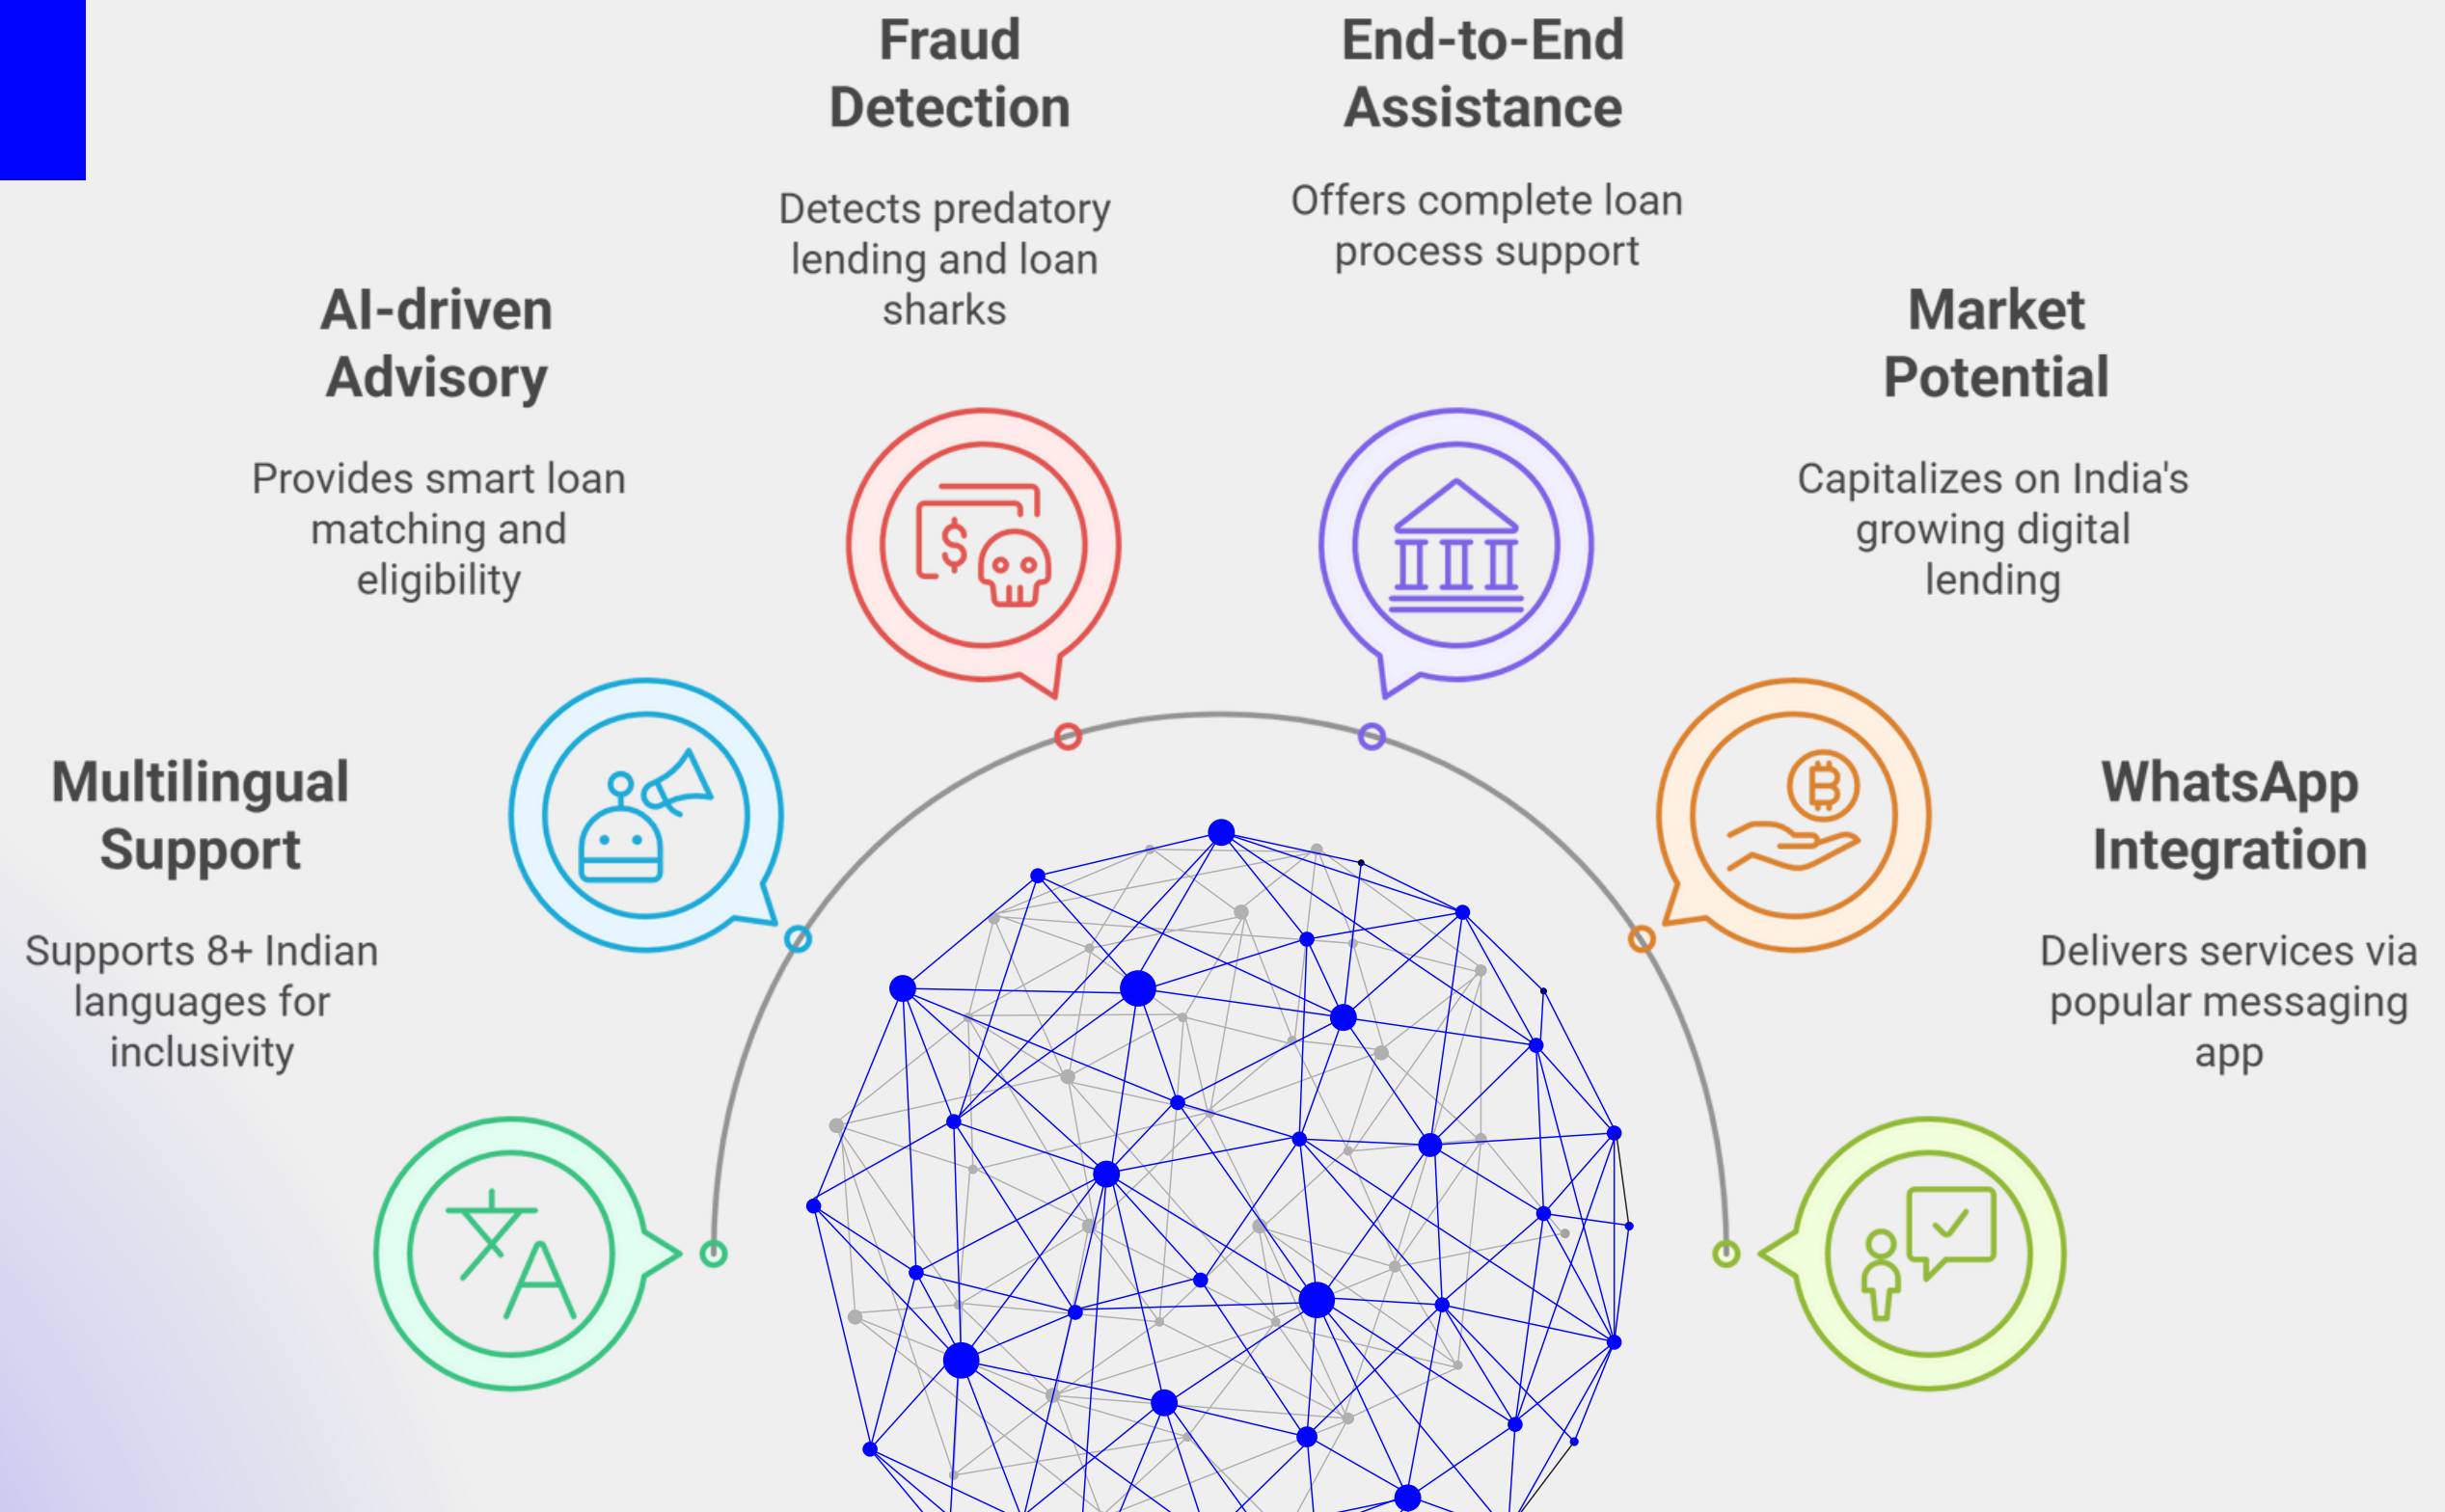 Multilingual
Support
Supports 8+ Indian
languages for
inclusivity
AI-driven
Advisory
Provides smart loan
matching and
eligibility
Fraud
Detection
Detects predatory
lending and loan
sharks
End-to-End
Assistance
Offers complete loan
process support
Market
Potential
Capitalizes on India's
growing digital
lending
WhatsApp
Integration
Delivers services via
popular messaging
app